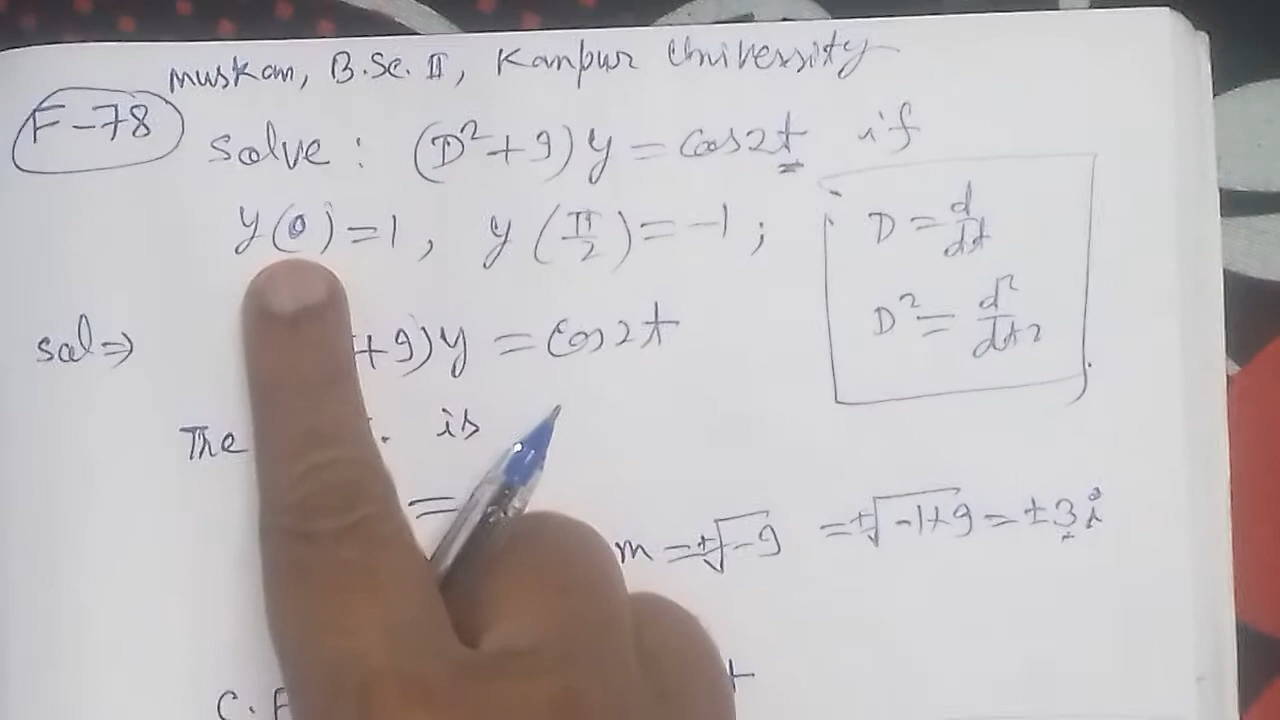 Muskan, B.Sc. II, Kanpur University
F-78
Solve : (D²+9)y = Cos2t if
y(0)=1, y(π/2)=-1;
D = d/dt
D² = d²/dt2
Sol⇒ +9)y = Cos2t
The is
=
m = ±√-9 = ±√-1×9 = ±3i
C.F
t